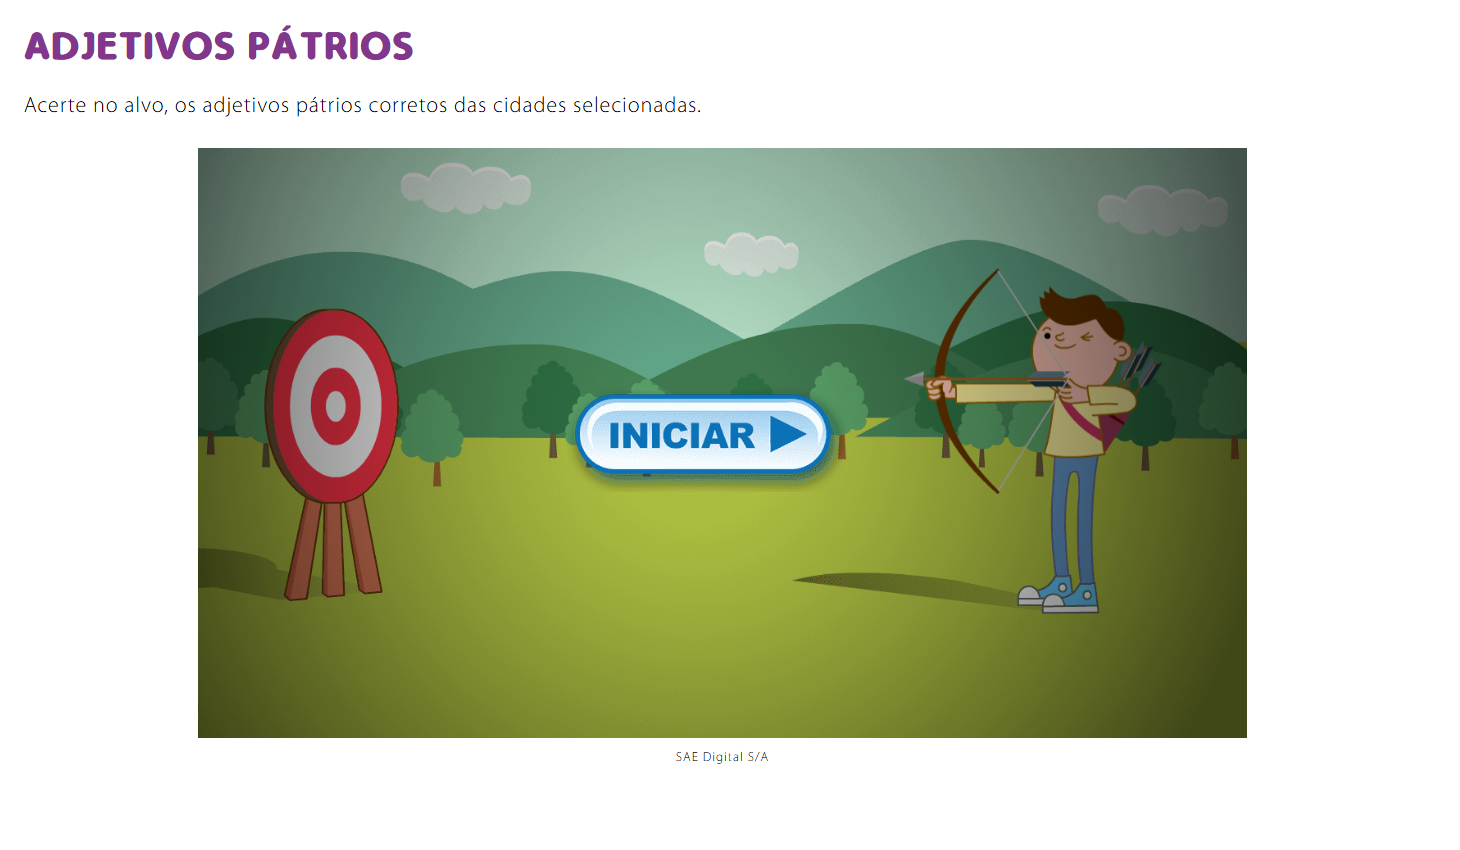 ADJETIVOS PÁTRIOS
Acerte no alvo, os adjetivos pátrios corretos das cidades selecionadas.
INICIAR
SAE Digital S/A